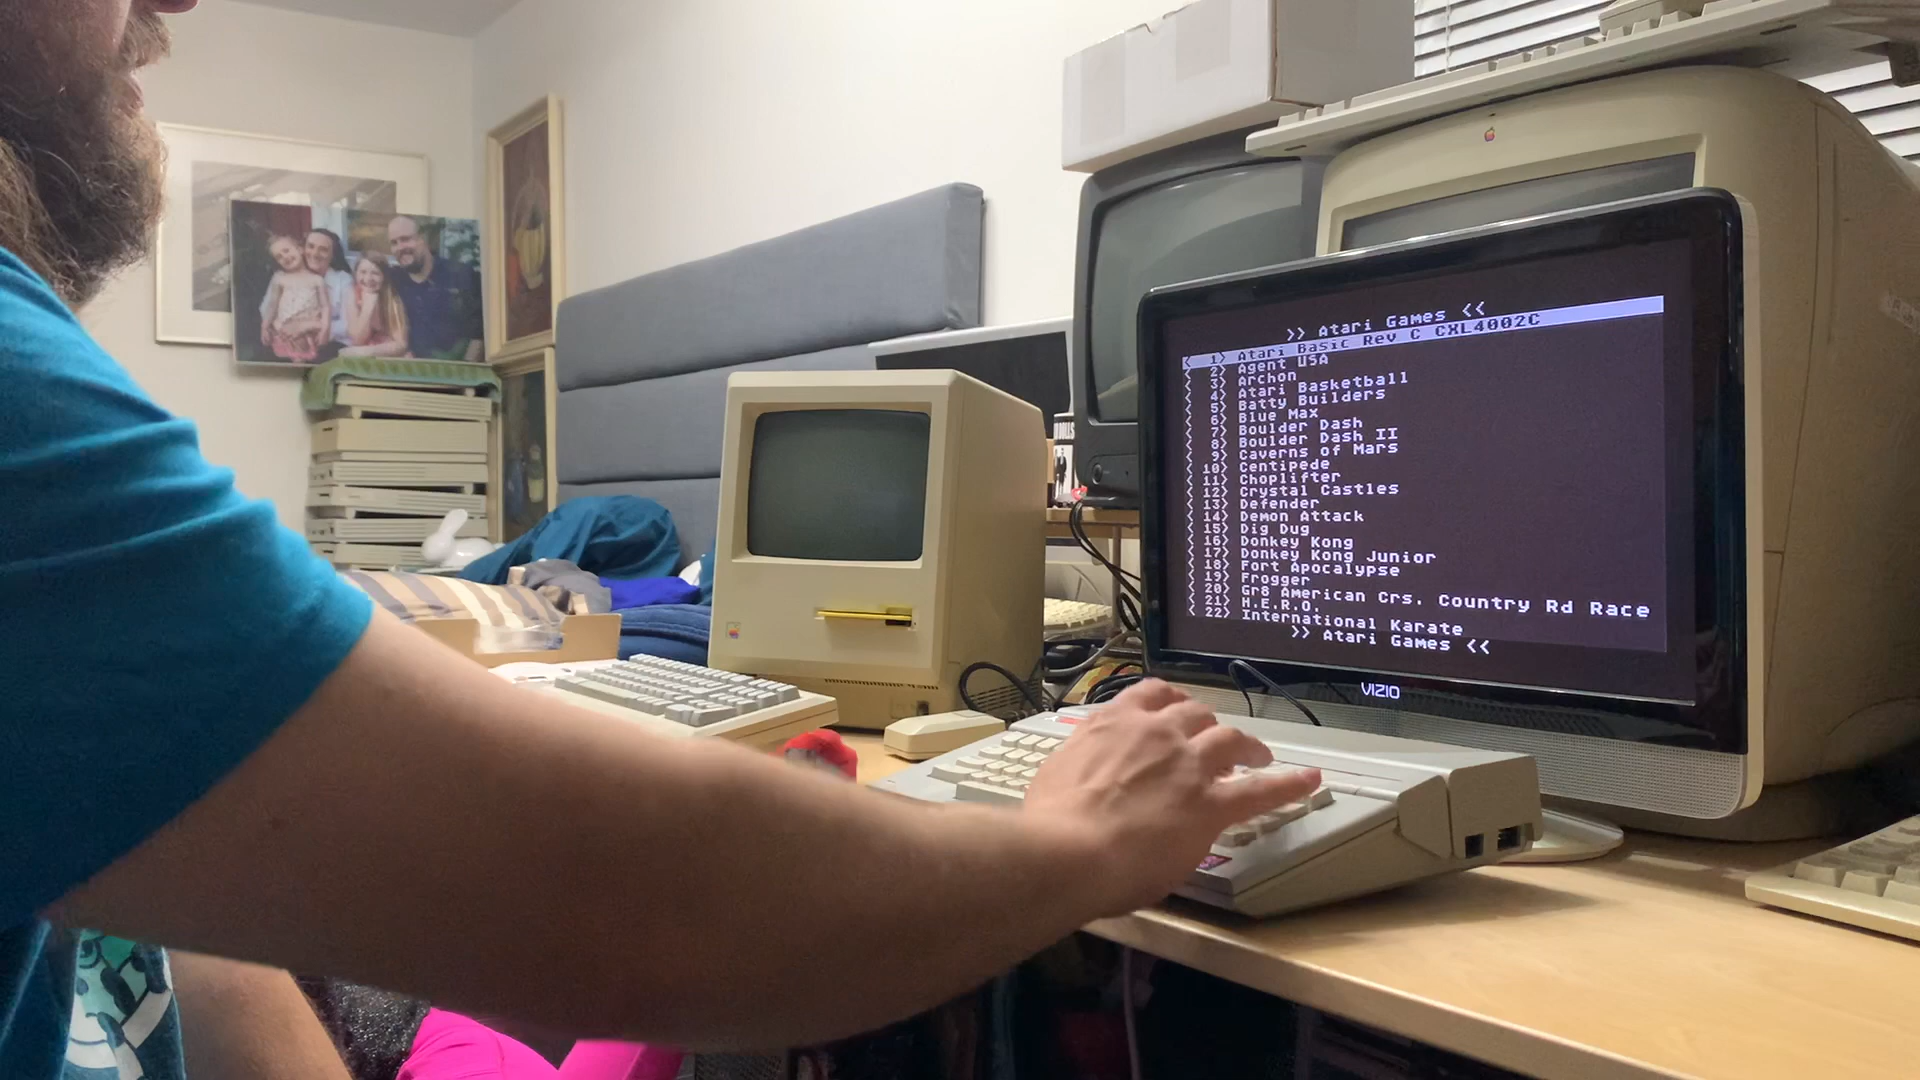 >> Atari Games <<
< 1> Atari Basic Rev C CXL4002C
< 2> Agent USA
< 3> Archon
< 4> Atari Basketball
< 5> Batty Builders
< 6> Blue Max
< 7> Boulder Dash
< 8> Boulder Dash II
< 9> Caverns of Mars
< 10> Centipede
< 11> Choplifter
< 12> Crystal Castles
< 13> Defender
< 14> Demon Attack
< 15> Dig Dug
< 16> Donkey Kong
< 17> Donkey Kong Junior
< 18> Fort Apocalypse
< 19> Frogger
< 20> Gr8 American Crs. Country Rd Race
< 21> H.E.R.O.
< 22> International Karate
>> Atari Games <<
VIZIO